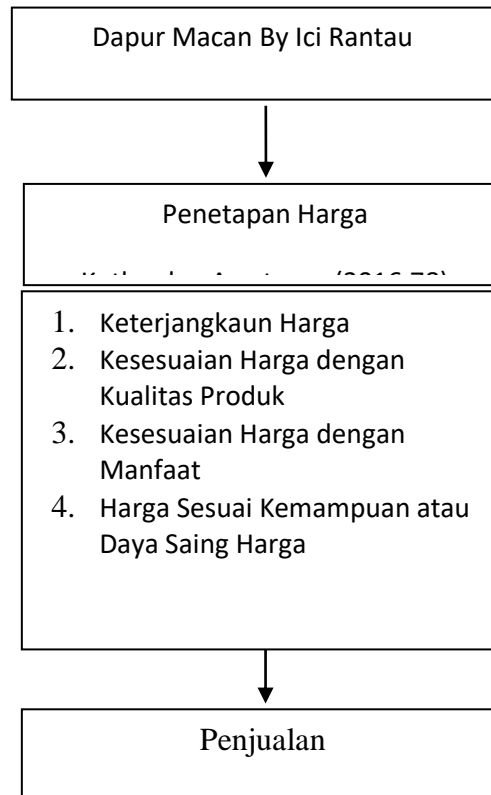 Dapur Macan By Ici Rantau
Penetapan Harga
1. Keterjangkaun Harga
2. Kesesuaian Harga dengan
Kualitas Produk
3. Kesesuaian Harga dengan
Manfaat
4. Harga Sesuai Kemampuan atau
Daya Saing Harga
Penjualan